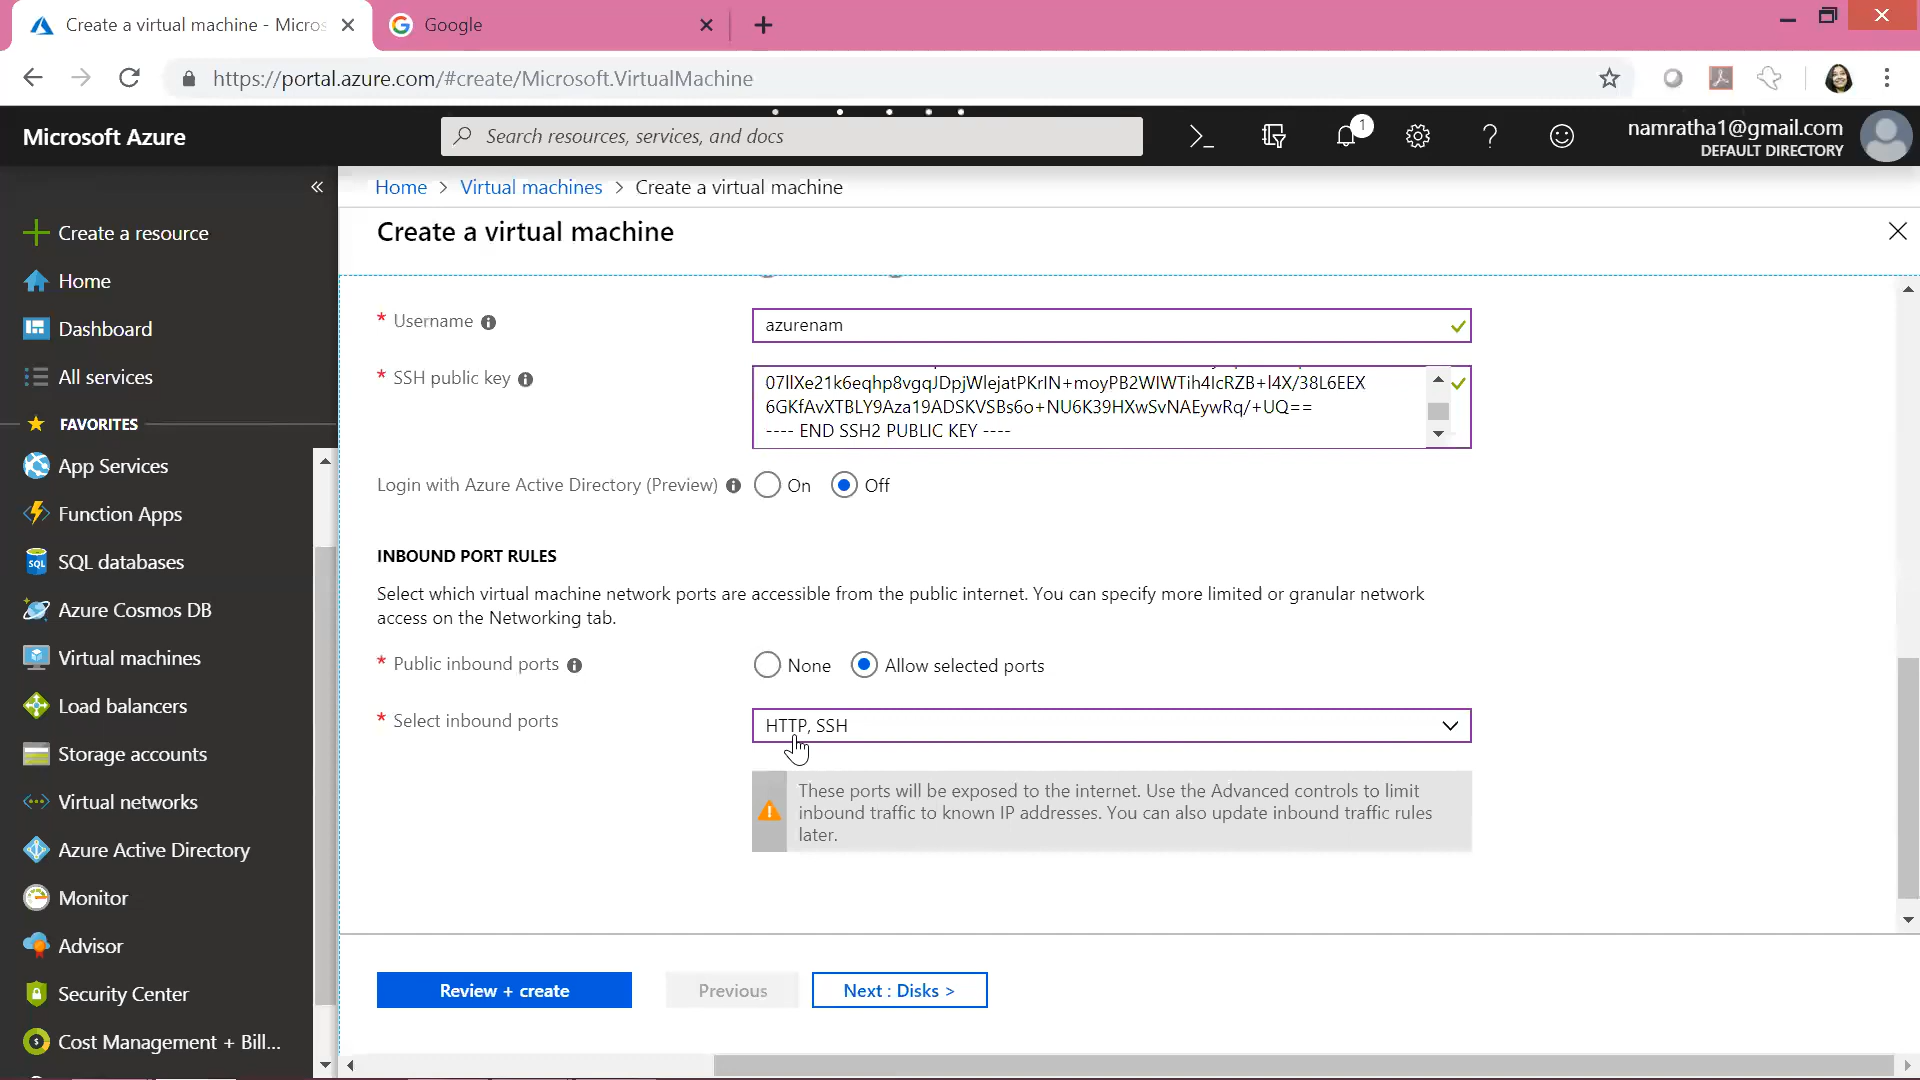 Create a virtual machine - Micros
Google
https://portal.azure.com/#create/Microsoft.VirtualMachine
Microsoft Azure
Search resources, services, and docs
1
namratha1@gmail.com
DEFAULT DIRECTORY
Home > Virtual machines > Create a virtual machine
Create a virtual machine
Create a resource
Home
Dashboard
All services
FAVORITES
App Services
Function Apps
SQL databases
Azure Cosmos DB
Virtual machines
Load balancers
Storage accounts
Virtual networks
Azure Active Directory
Monitor
Advisor
Security Center
Cost Management + Bill...
* Username
azurenam
* SSH public key
07llXe21k6eqhp8vgqJDpjWlejatPKrIN+moyPB2WIWTih4IcRZB+l4X/38L6EEX
6GKfAvXTBLY9Aza19ADSKVSBs6o+NU6K39HXwSvNAEywRq/+UQ==
---- END SSH2 PUBLIC KEY ----
Login with Azure Active Directory (Preview) On Off
INBOUND PORT RULES
Select which virtual machine network ports are accessible from the public internet. You can specify more limited or granular network
access on the Networking tab.
* Public inbound ports None Allow selected ports
* Select inbound ports
HTTP, SSH
These ports will be exposed to the internet. Use the Advanced controls to limit
inbound traffic to known IP addresses. You can also update inbound traffic rules
later.
Review + create
Previous
Next : Disks >